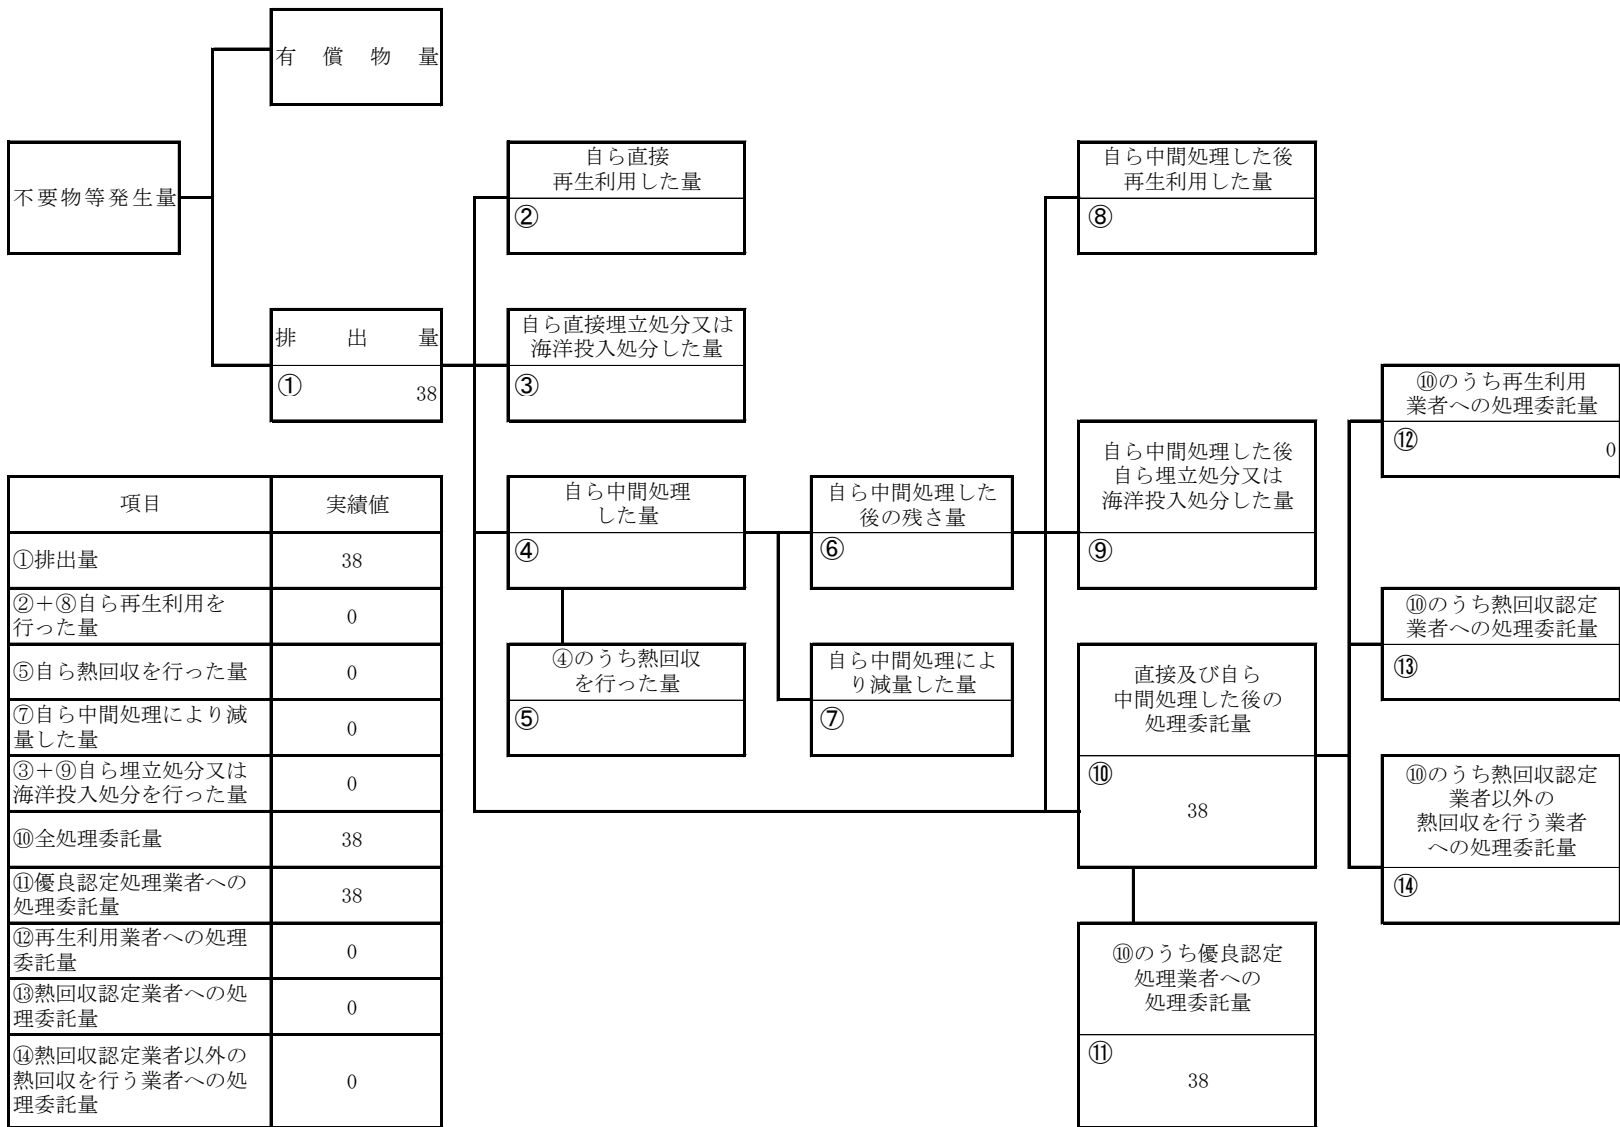 有償物量
不要物等発生量
排出量
①
38
自ら直接
再生利用した量
②
自ら直接埋立処分又は
海洋投入処分した量
③
自ら中間処理
した量
④
④のうち熱回収
を行った量
⑤
自ら中間処理した
後の残さ量
⑥
自ら中間処理によ
り減量した量
⑦
自ら中間処理した後
再生利用した量
⑧
自ら中間処理した後
自ら埋立処分又は
海洋投入処分した量
⑨
直接及び自ら
中間処理した後の
処理委託量
⑩
38
⑩のうち優良認定
処理業者への
処理委託量
⑪
38
⑩のうち再生利用
業者への処理委託量
⑫
0
⑩のうち熱回収認定
業者への処理委託量
⑬
⑩のうち熱回収認定
業者以外の
熱回収を行う業者
への処理委託量
⑭
項目 実績値
①排出量 38
②+⑧自ら再生利用を
行った量 0
⑤自ら熱回収を行った量 0
⑦自ら中間処理により減
量した量 0
③+⑨自ら埋立処分又は
海洋投入処分を行った量 0
⑩全処理委託量 38
⑪優良認定処理業者への
処理委託量 38
⑫再生利用業者への処理
委託量 0
⑬熱回収認定業者への処
理委託量 0
⑭熱回収認定業者以外の
熱回収を行う業者への処
理委託量 0